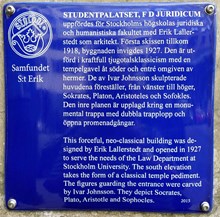 STUDENTPALATSET, F D JURIDICUM
uppfördes för Stockholms högskolas juridiska
och humanistiska fakultet med Erik Laller-
stedt som arkitekt. Första skissen tillkom
1918, byggnaden invigdes 1927. Den är ut-
förd i kraftfull tjugotalsklassicism med en
tempelgavel åt söder och entré omgiven av
hermer. De av Ivar Johnsson skulpterade
huvudena föreställer, från vänster till höger,
Sokrates, Platon, Aristoteles och Sofokles.
Den inre planen är upplagd kring en monu-
mental trappa med dubbla trapplopp och
öppna promenadgångar.
Samfundet
S:t Erik
This forceful, neo-classical building was de-
signed by Erik Lallerstedt and opened in 1927
to serve the needs of the Law Department at
Stockholm University. The south elevation
takes the form of a classical temple pediment.
The figures guarding the entrance were carved
by Ivar Johnsson. They depict Socrates,
Plato, Aristotle and Sophocles.
2013